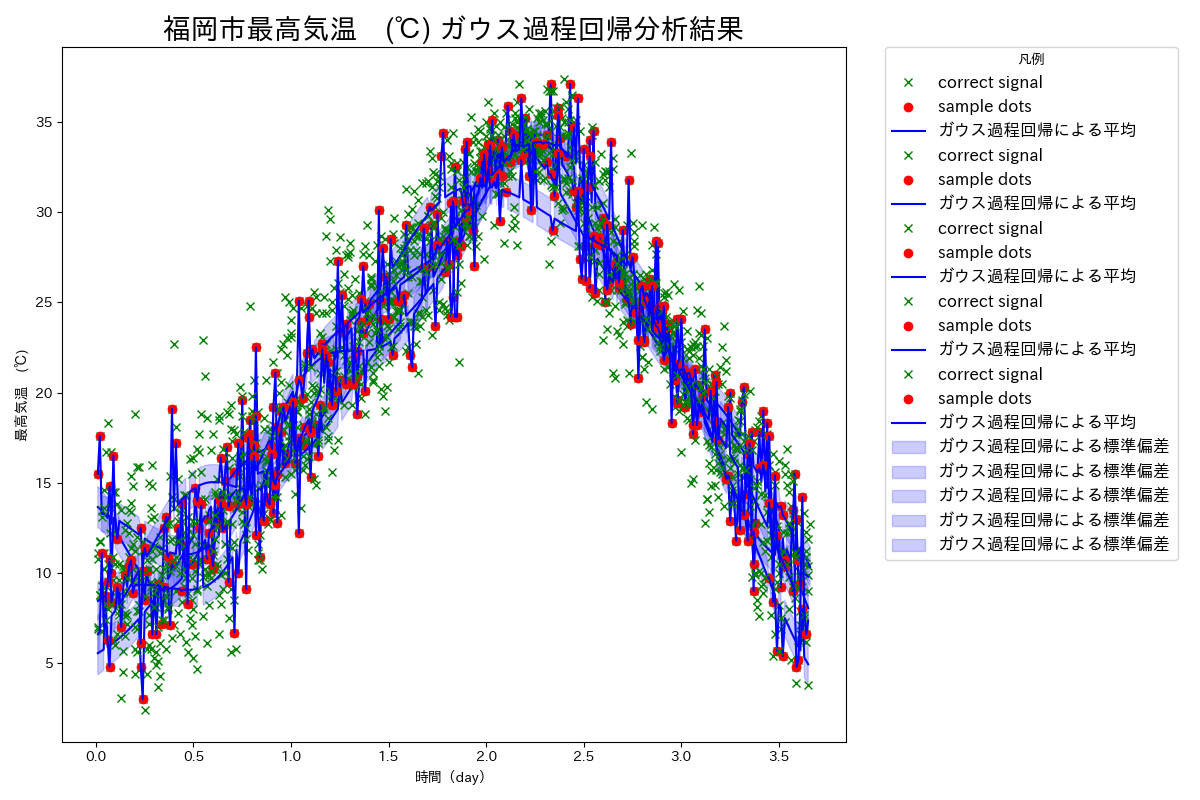 福岡市最高気温　(℃) ガウス過程回帰分析結果
最高気温　(℃)
35
30
25
20
15
10
5
0.0 0.5 1.0 1.5 2.0 2.5 3.0 3.5
時間（day）
凡例
correct signal
sample dots
ガウス過程回帰による平均
correct signal
sample dots
ガウス過程回帰による平均
correct signal
sample dots
ガウス過程回帰による平均
correct signal
sample dots
ガウス過程回帰による平均
correct signal
sample dots
ガウス過程回帰による平均
ガウス過程回帰による標準偏差
ガウス過程回帰による標準偏差
ガウス過程回帰による標準偏差
ガウス過程回帰による標準偏差
ガウス過程回帰による標準偏差